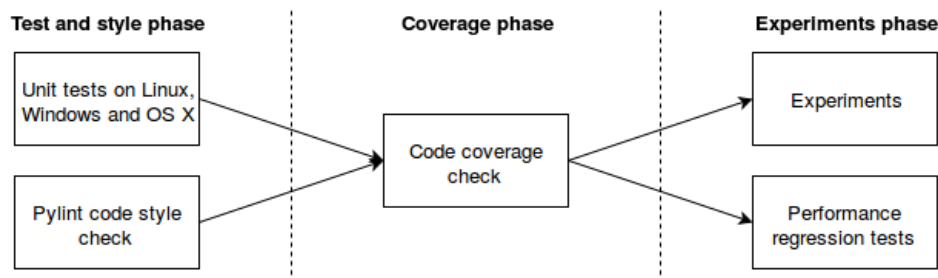 Test and style phase
Coverage phase
Experiments phase
Unit tests on Linux,
Windows and OS X
Pylint code style
check
Code coverage
check
Experiments
Performance
regression tests